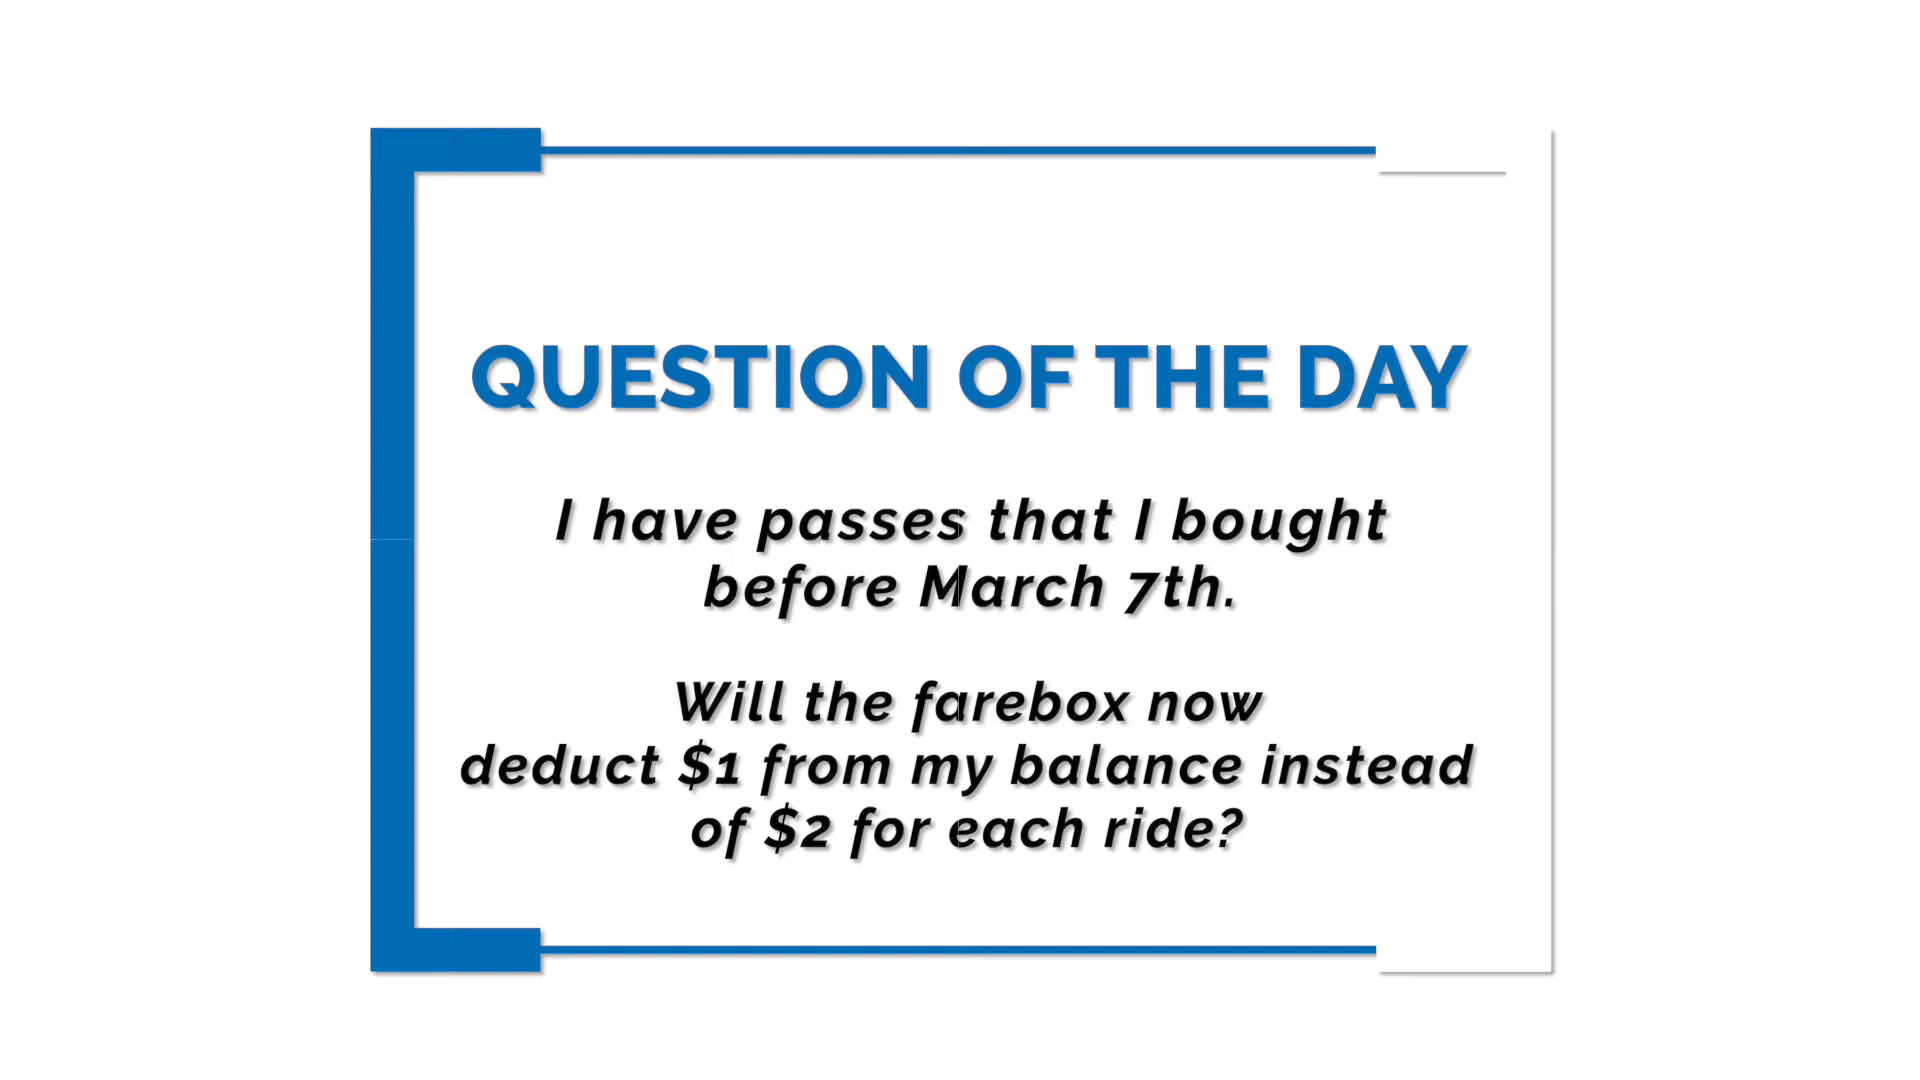 QUESTION OF THE DAY
I have passes that I bought
before March 7th.
Will the farebox now
deduct $1 from my balance instead
of $2 for each ride?